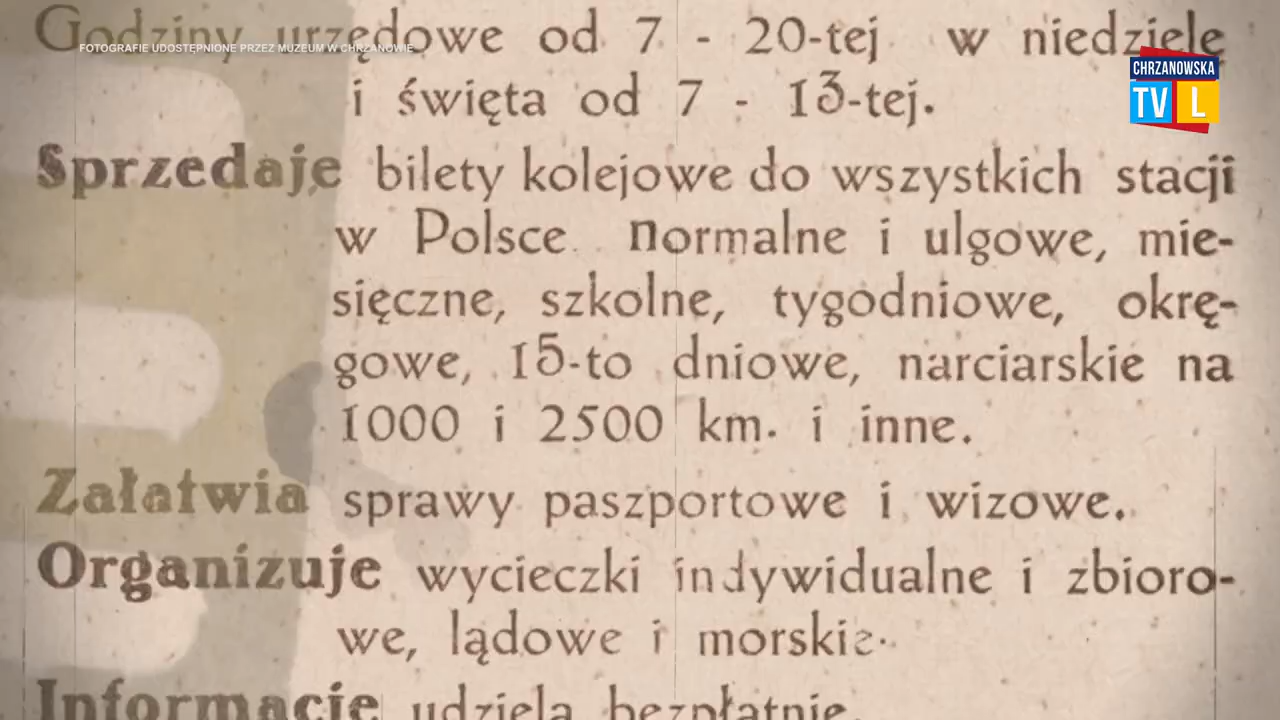 Godziny urzędowe od 7 - 20-tej w niedzielę
FOTOGRAFIE UDOSTĘPNIONE PRZEZ MUZEUM W CHRZANOWIE
CHRZANOWSKA
TV L
i święta od 7 - 13-tej.
Sprzedaje bilety kolejowe do wszystkich stacji
w Polsce. normalne i ulgowe, mie-
sięczne, szkolne, tygodniowe, okrę-
gowe, 15-to dniowe, narciarskie na
1000 i 2500 km. i inne.
Załatwia sprawy paszportowe i wizowe.
Organizuje wycieczki indywidualne i zbioro-
we, lądowe i morskie.
Informacje udziela bezpłatnie.